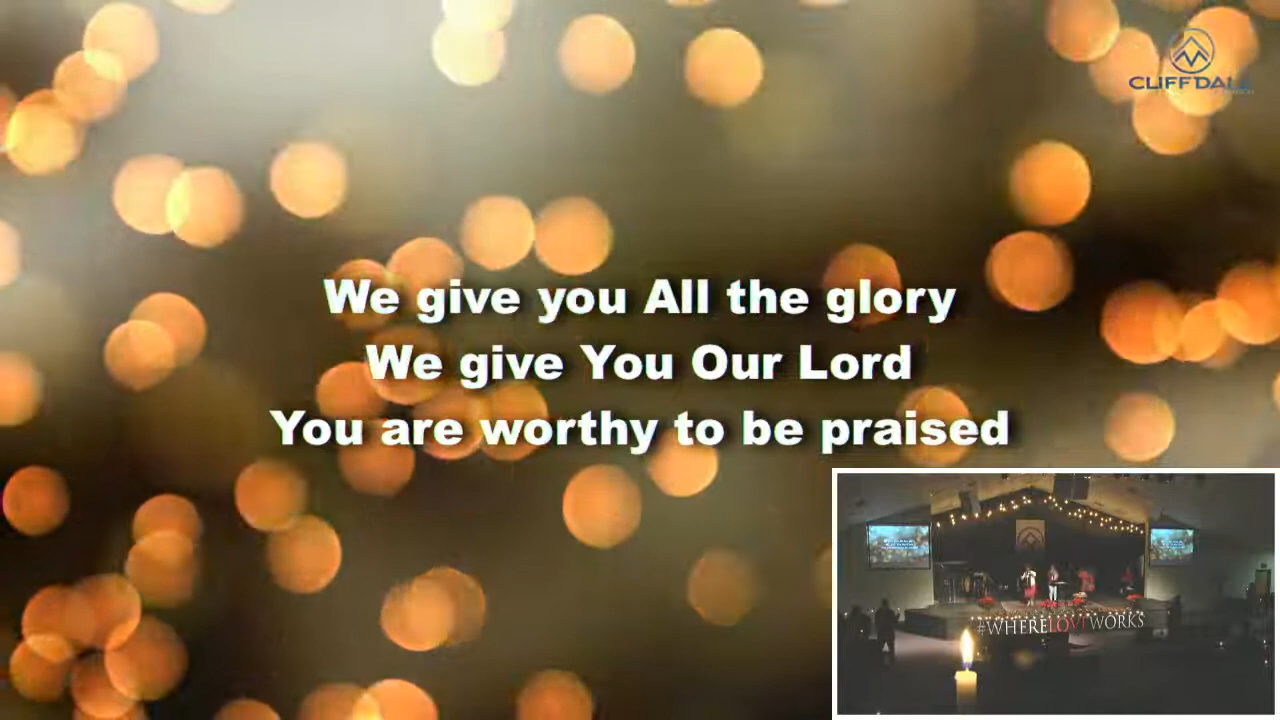 CLIFFDALE
We give you All the glory
We give You Our Lord
You are worthy to be praised
#WHERELOVEWORKS